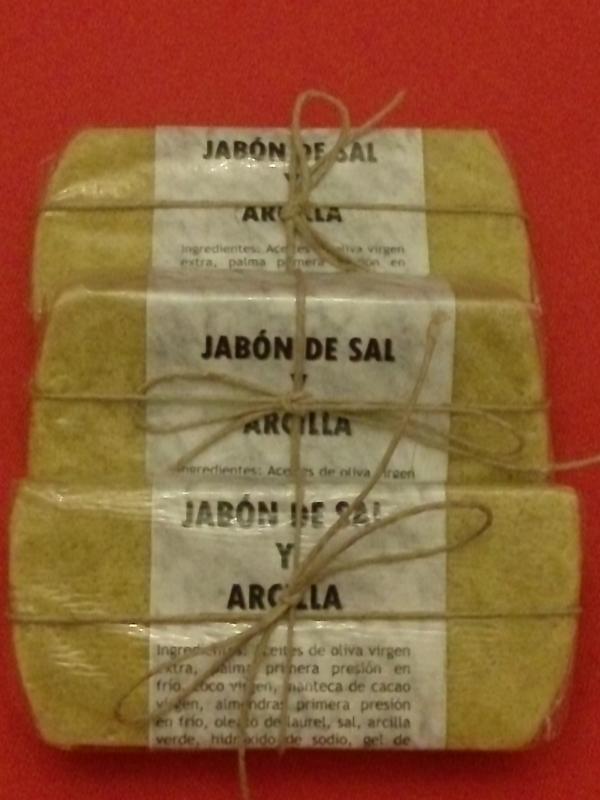 JABÓN DE SAL
Y
ARCILLA
Ingredientes: Aceites de oliva virgen
extra, palma primera presión en
JABÓN DE SAL
Y
ARCILLA
Ingredientes: Aceites de oliva virgen
JABÓN DE SAL
Y
ARCILLA
Ingredientes: Aceites de oliva virgen
extra, palma primera presión en
frío, coco virgen, manteca de cacao
virgen, almendras primera presión
en frío, oleato de laurel, sal, arcilla
verde, hidróxido de sodio, gel de